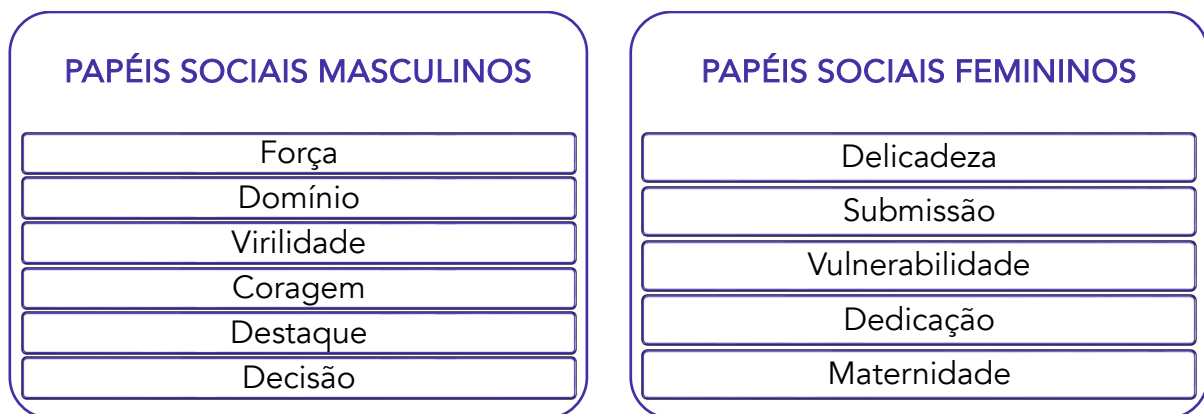 PAPÉIS SOCIAIS MASCULINOS
Força
Domínio
Virilidade
Coragem
Destaque
Decisão
PAPÉIS SOCIAIS FEMININOS
Delicadeza
Submissão
Vulnerabilidade
Dedicação
Maternidade